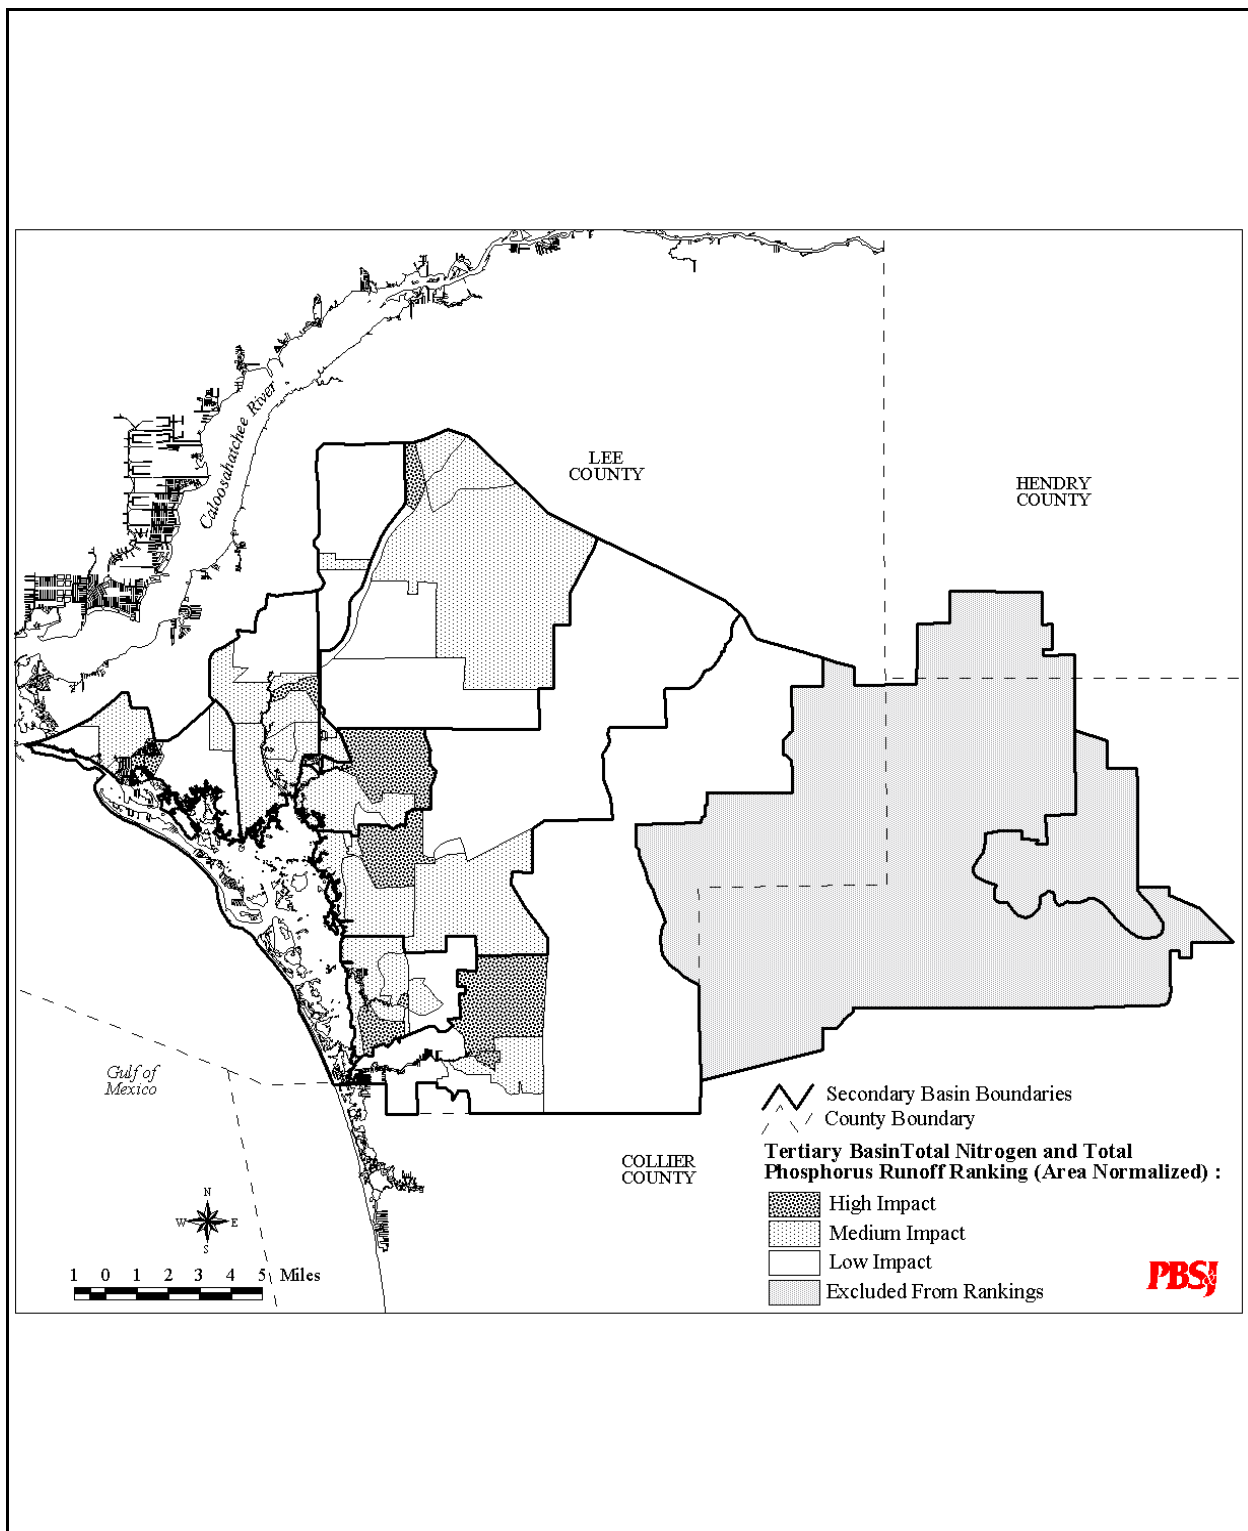 Caloosahatchee River
LEE
COUNTY
HENDRY
COUNTY
Gulf of
Mexico
COLLIER
COUNTY
N
W E
S
1 0 1 2 3 4 5 Miles
Secondary Basin Boundaries
County Boundary
Tertiary BasinTotal Nitrogen and Total
Phosphorus Runoff Ranking (Area Normalized) :
High Impact
Medium Impact
Low Impact
Excluded From Rankings
PBSJ